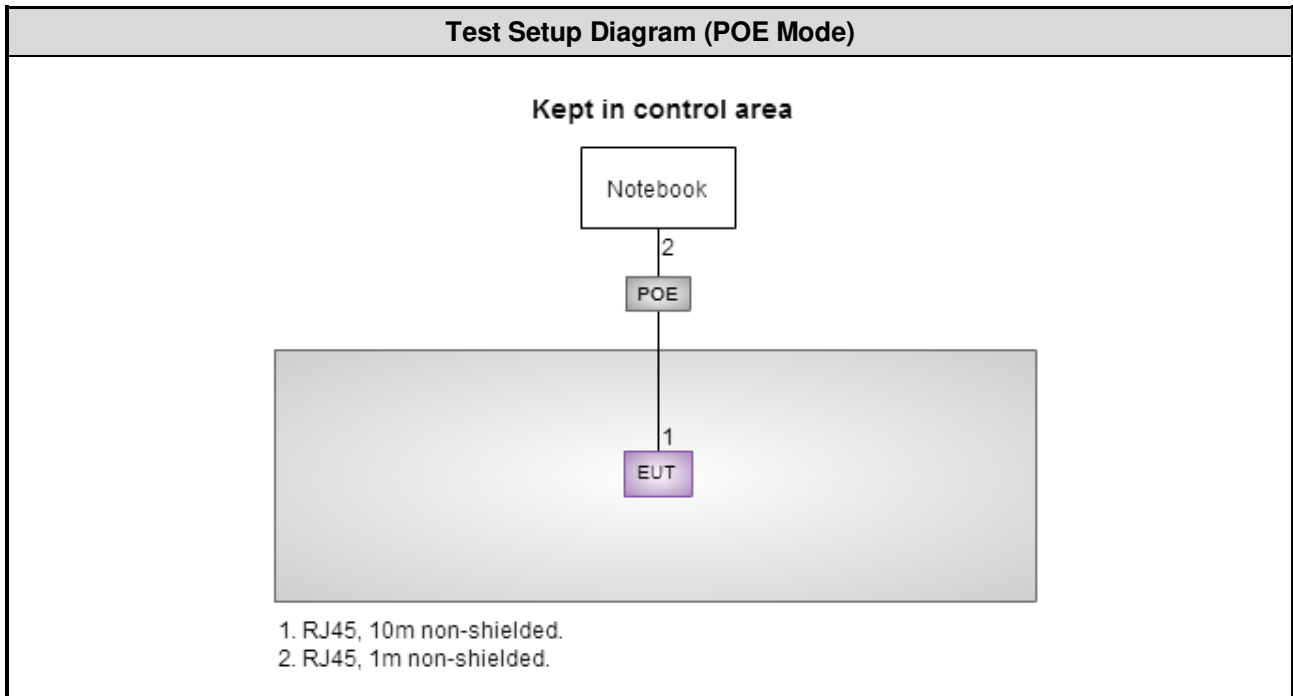 Test Setup Diagram (POE Mode)
Kept in control area
Notebook
2
POE
1
EUT
1. RJ45, 10m non-shielded.
2. RJ45, 1m non-shielded.